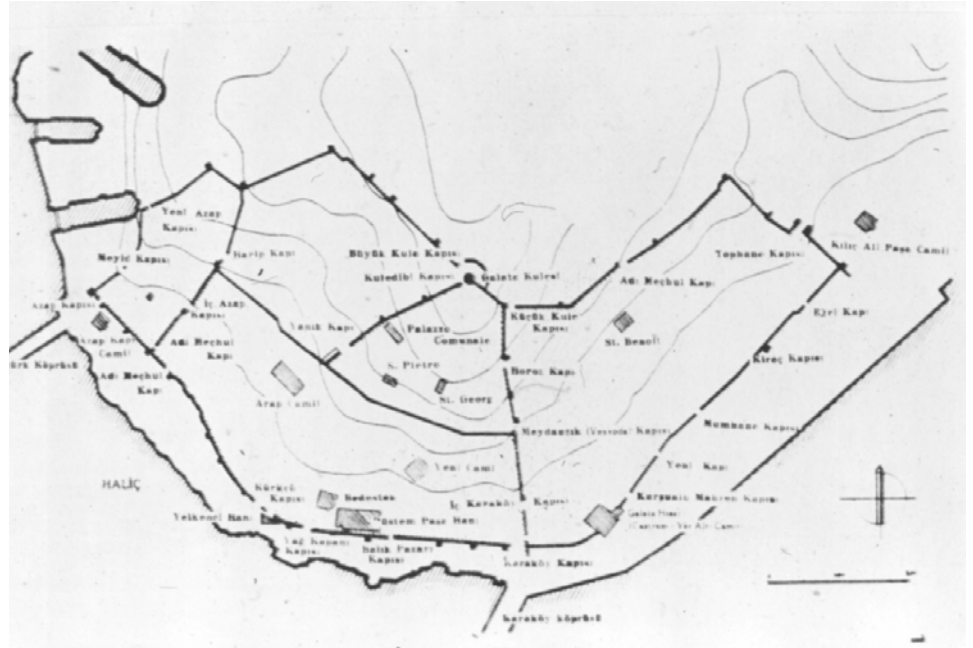 Yeni Azap
Kapısı
Meyit Kapısı
Harip Kapı
Büyük Kule Kapısı
Kuledibi Kapısı
Galata Kulesi
Adı Meçhul Kapı
Tophane Kapısı
Kılıç Ali Paşa Camii
Azap Kapısı
İç Azap
Kapısı
Azap Kapı
Camii
Adı Meçhul
Kapı
Adı Meçhul
Kapı
Köprüsü
Yanık Kapı
Palazzo
Comunale
Küçük Kule
Kapısı
St. Benoit
Eğri Kapı
Kireç Kapısı
S. Pietro
St. Georg
Boroz Kapı
Arap Camii
Meydancık (Voyvoda) Kapısı
Mumhane Kapısı
Yeni Cami
Yeni Kapı
HALİÇ
Kürkçü
Kapısı
Bedesten
İç Karaköy Kapısı
Kurşunlu Mahzen Kapısı
Yelkenci Hanı
Rüstem Paşa Hanı
Yağ Kapanı
Kapısı
Balık Pazarı
Kapısı
Karaköy Kapısı
Karaköy köprüsü